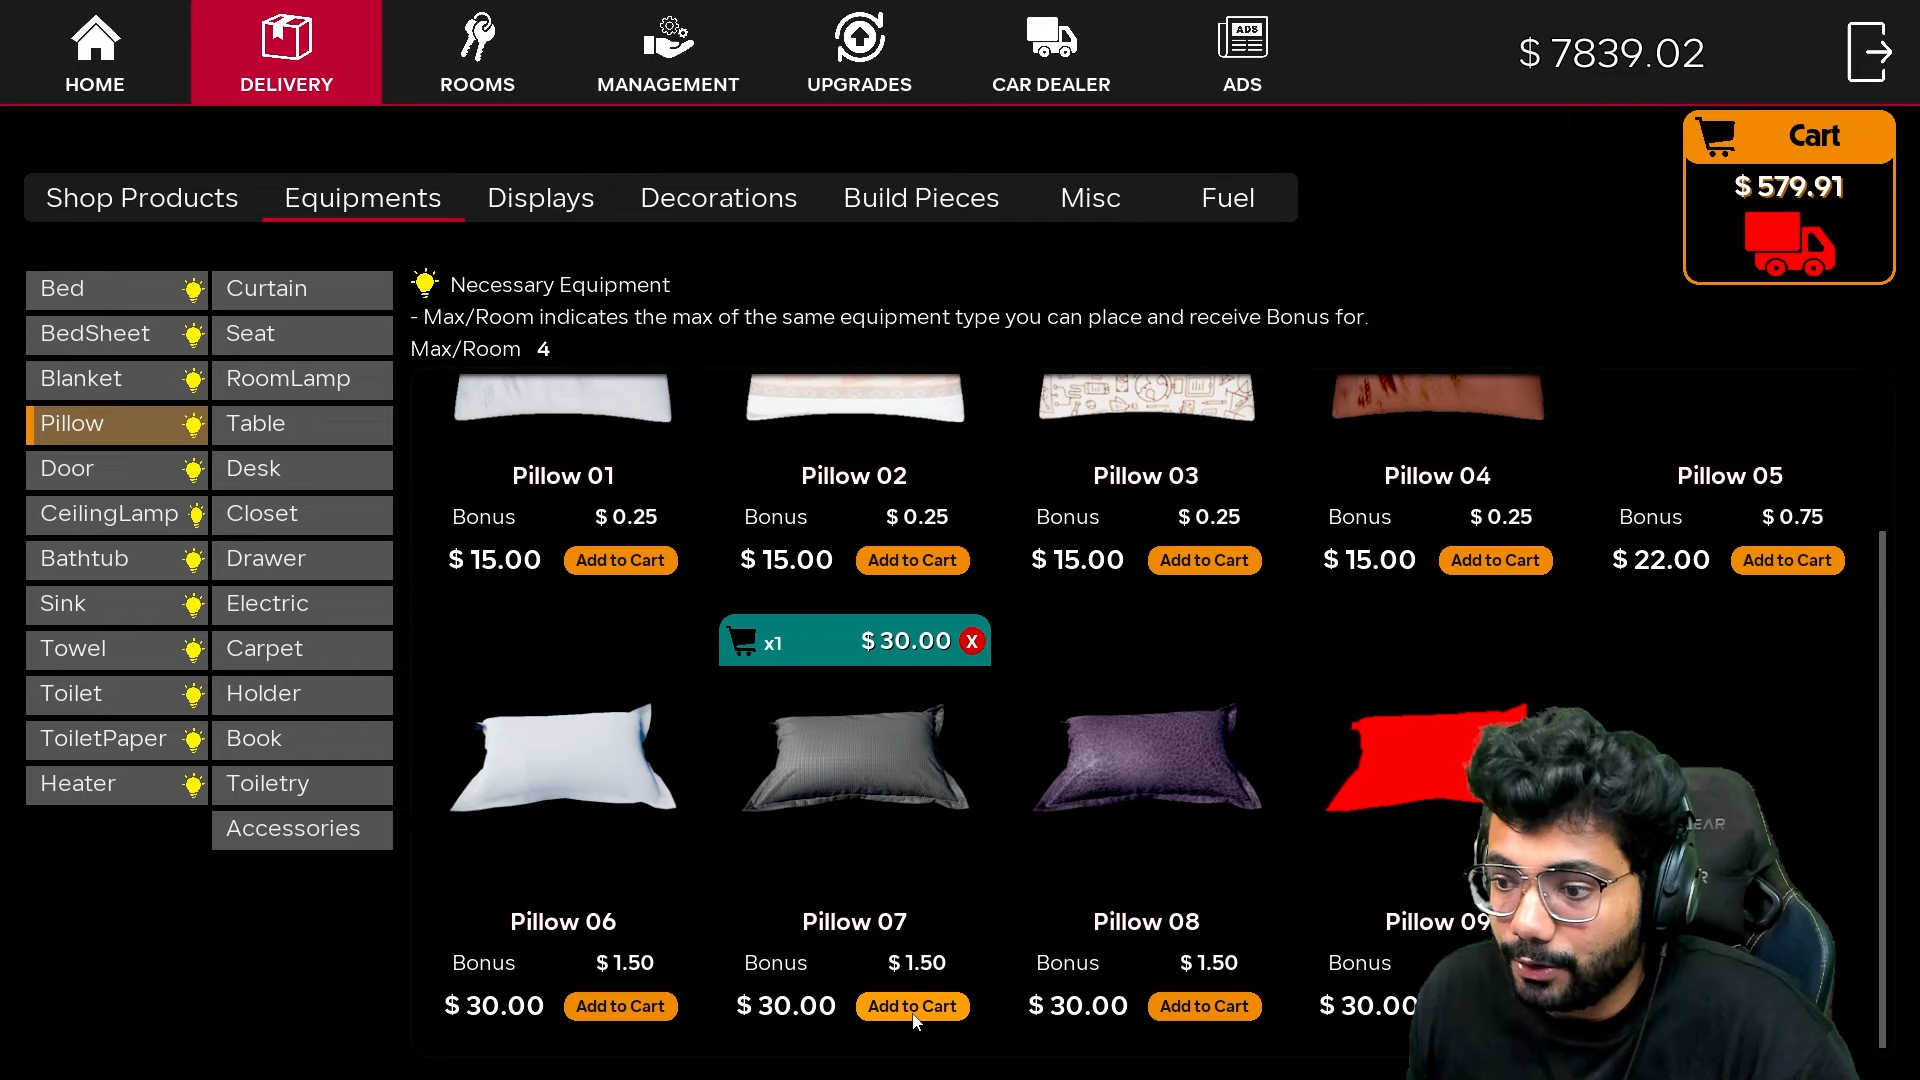 HOME
DELIVERY
ROOMS
MANAGEMENT
UPGRADES
CAR DEALER
ADS
ADS
$ 7839.02
Cart
$ 579.91
Shop Products
Equipments
Displays
Decorations
Build Pieces
Misc
Fuel
Bed
Curtain
BedSheet
Seat
Blanket
RoomLamp
Pillow
Table
Door
Desk
CeilingLamp
Closet
Bathtub
Drawer
Sink
Electric
Towel
Carpet
Toilet
Holder
ToiletPaper
Book
Heater
Toiletry
Accessories
Necessary Equipment
- Max/Room indicates the max of the same equipment type you can place and receive Bonus for.
Max/Room 4
Pillow 01
Bonus $ 0.25
$ 15.00 Add to Cart
Pillow 02
Bonus $ 0.25
$ 15.00 Add to Cart
Pillow 03
Bonus $ 0.25
$ 15.00 Add to Cart
Pillow 04
Bonus $ 0.25
$ 15.00 Add to Cart
Pillow 05
Bonus $ 0.75
$ 22.00 Add to Cart
x1 $ 30.00 X
Pillow 06
Bonus $ 1.50
$ 30.00 Add to Cart
Pillow 07
Bonus $ 1.50
$ 30.00 Add to Cart
Pillow 08
Bonus $ 1.50
$ 30.00 Add to Cart
Pillow 09
Bonus
$ 30.00